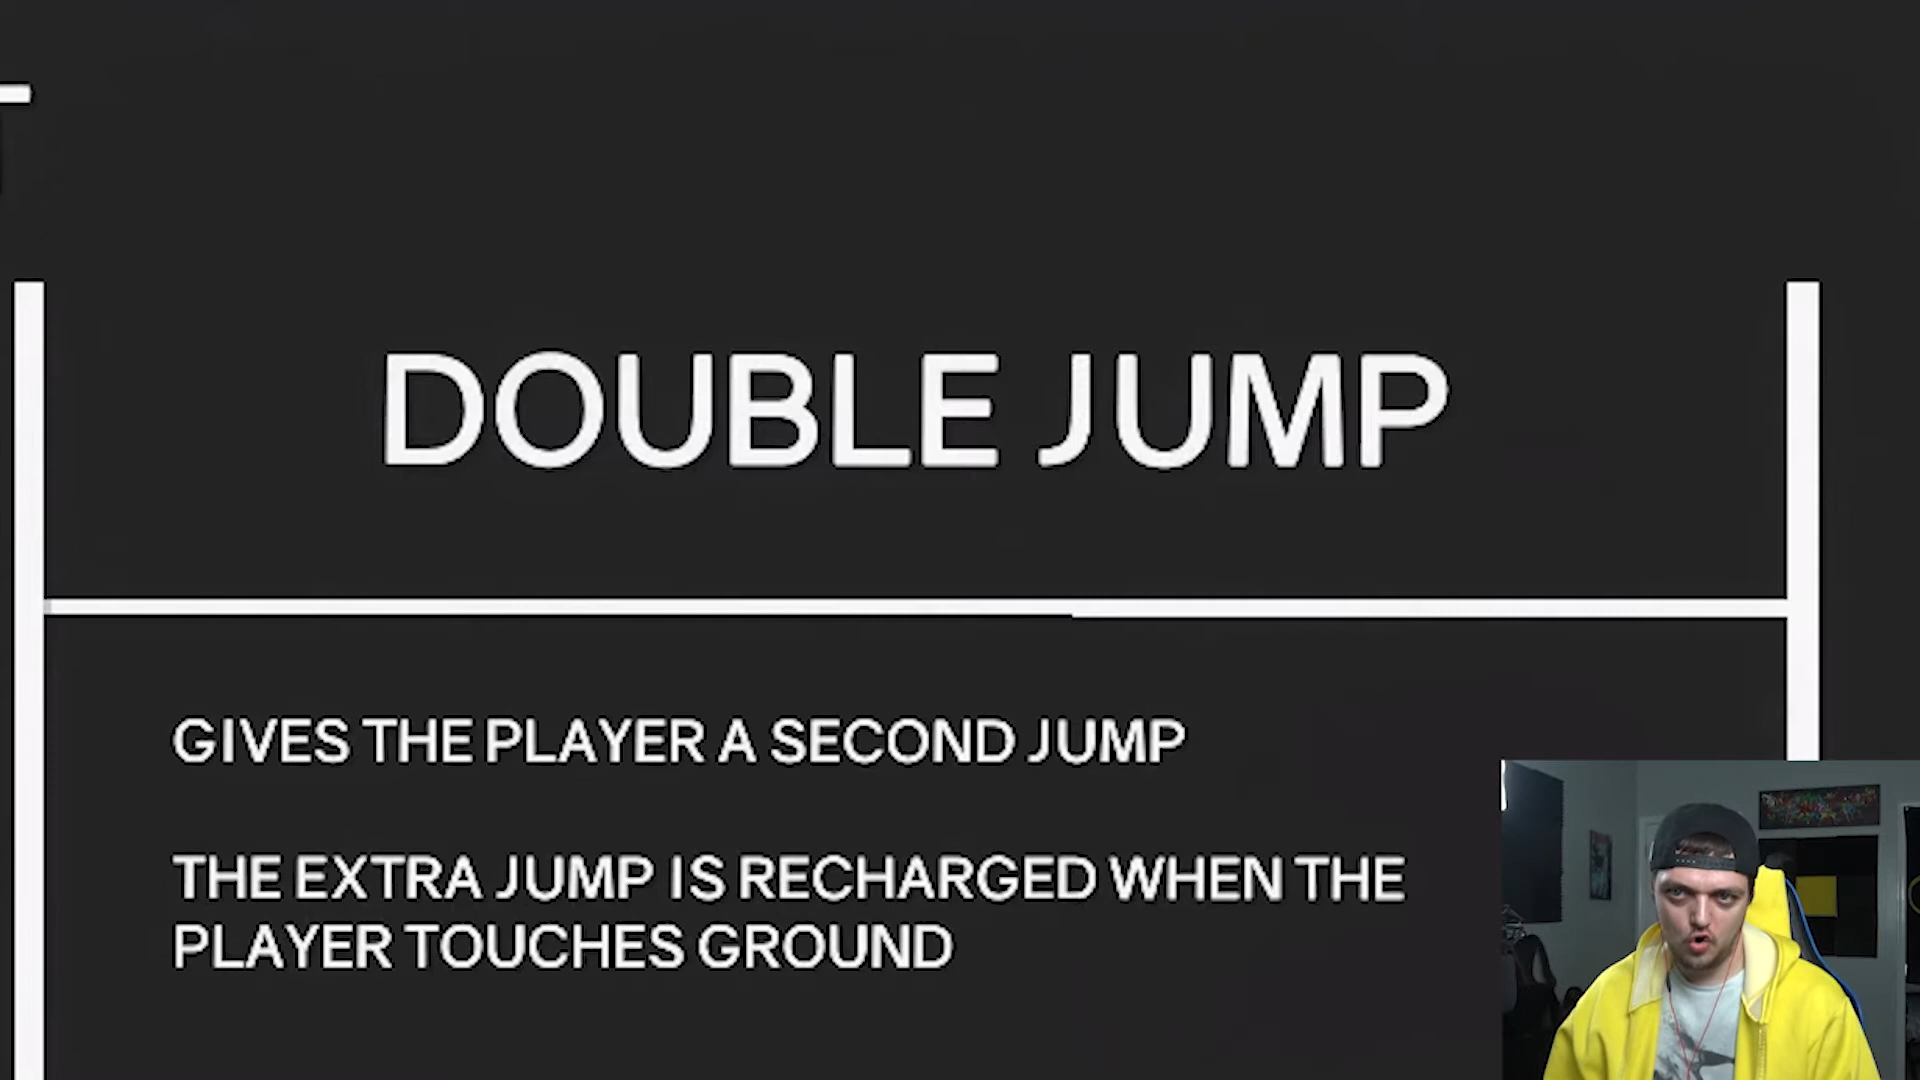 DOUBLE JUMP
GIVES THE PLAYER A SECOND JUMP
THE EXTRA JUMP IS RECHARGED WHEN THE
PLAYER TOUCHES GROUND